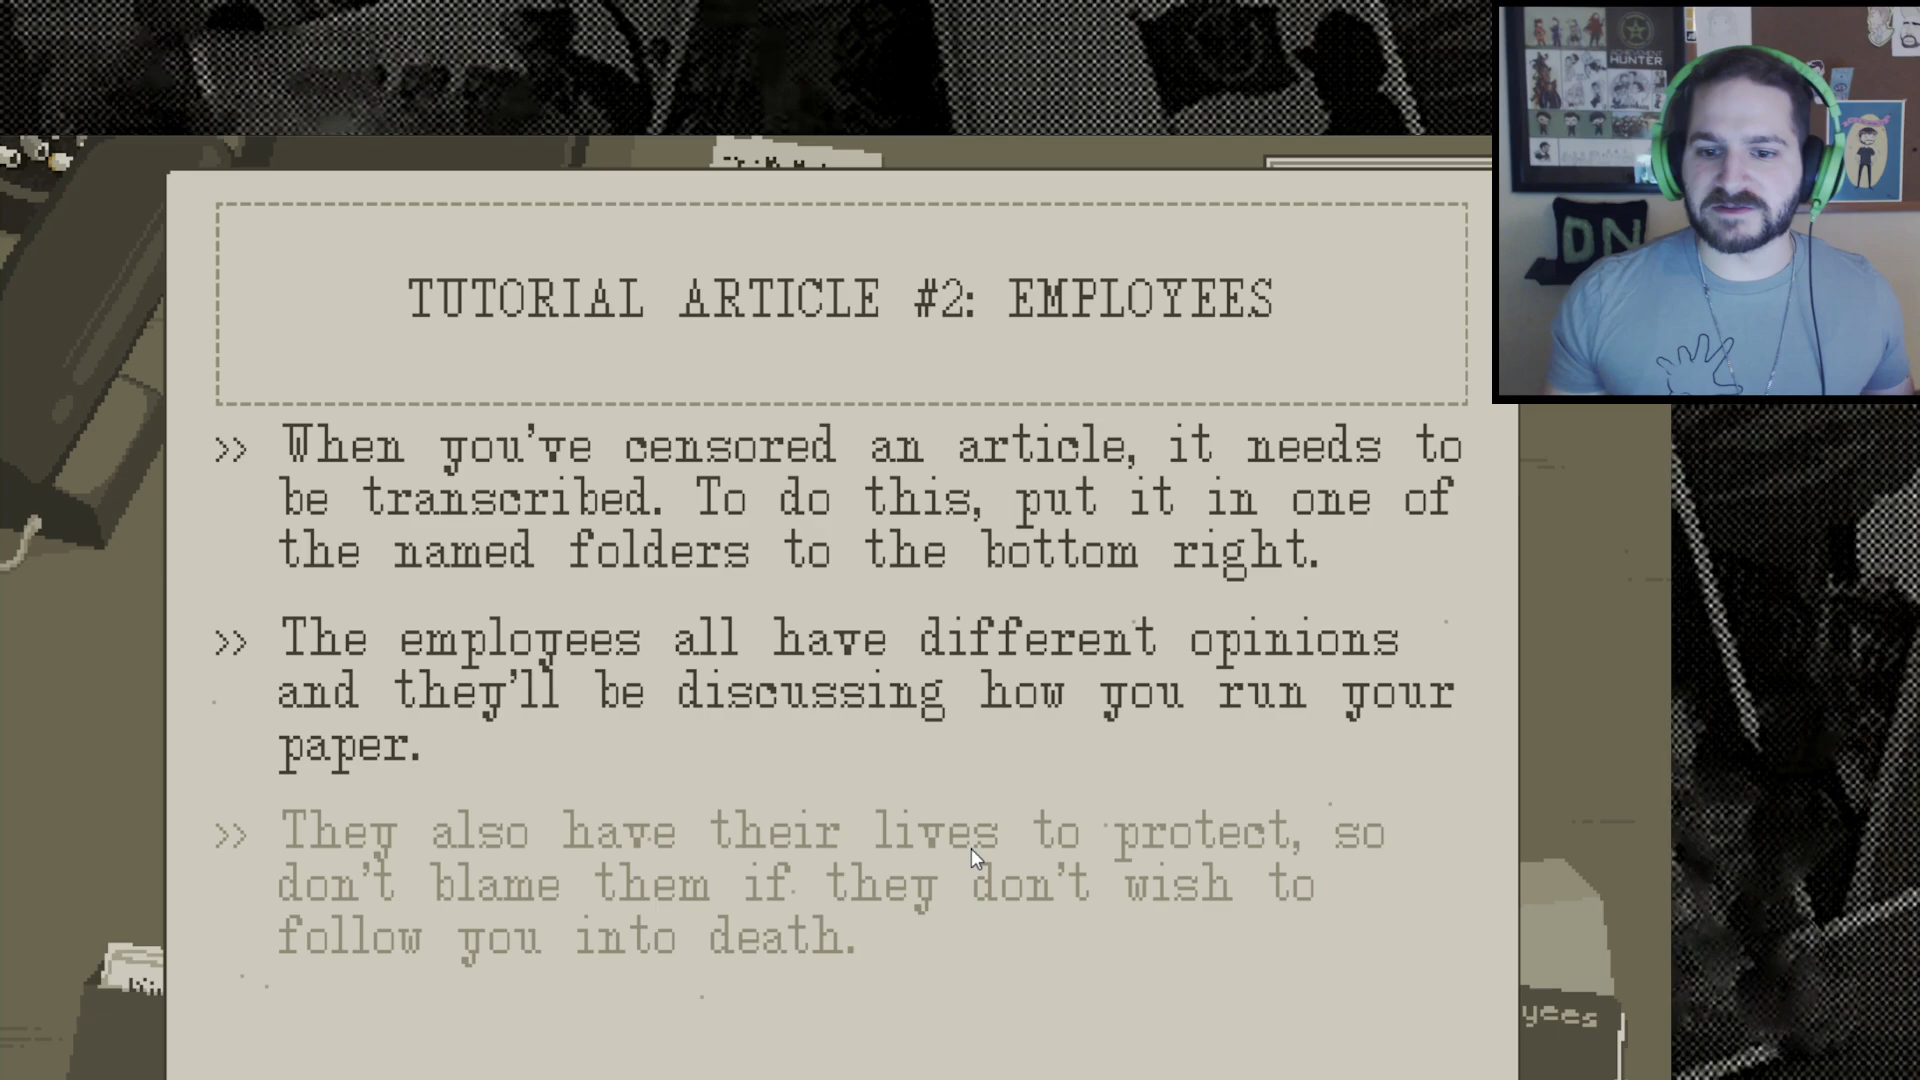 ACHIEVEMENT
HUNTER
DN
TUTORIAL ARTICLE #2: EMPLOYEES
>> When you've censored an article, it needs to
be transcribed. To do this, put it in one of
the named folders to the bottom right.
>> The employees all have different opinions
and they'll be discussing how you run your
paper.
>> They also have their lives to protect, so
don't blame them if they don't wish to
follow you into death.
yees